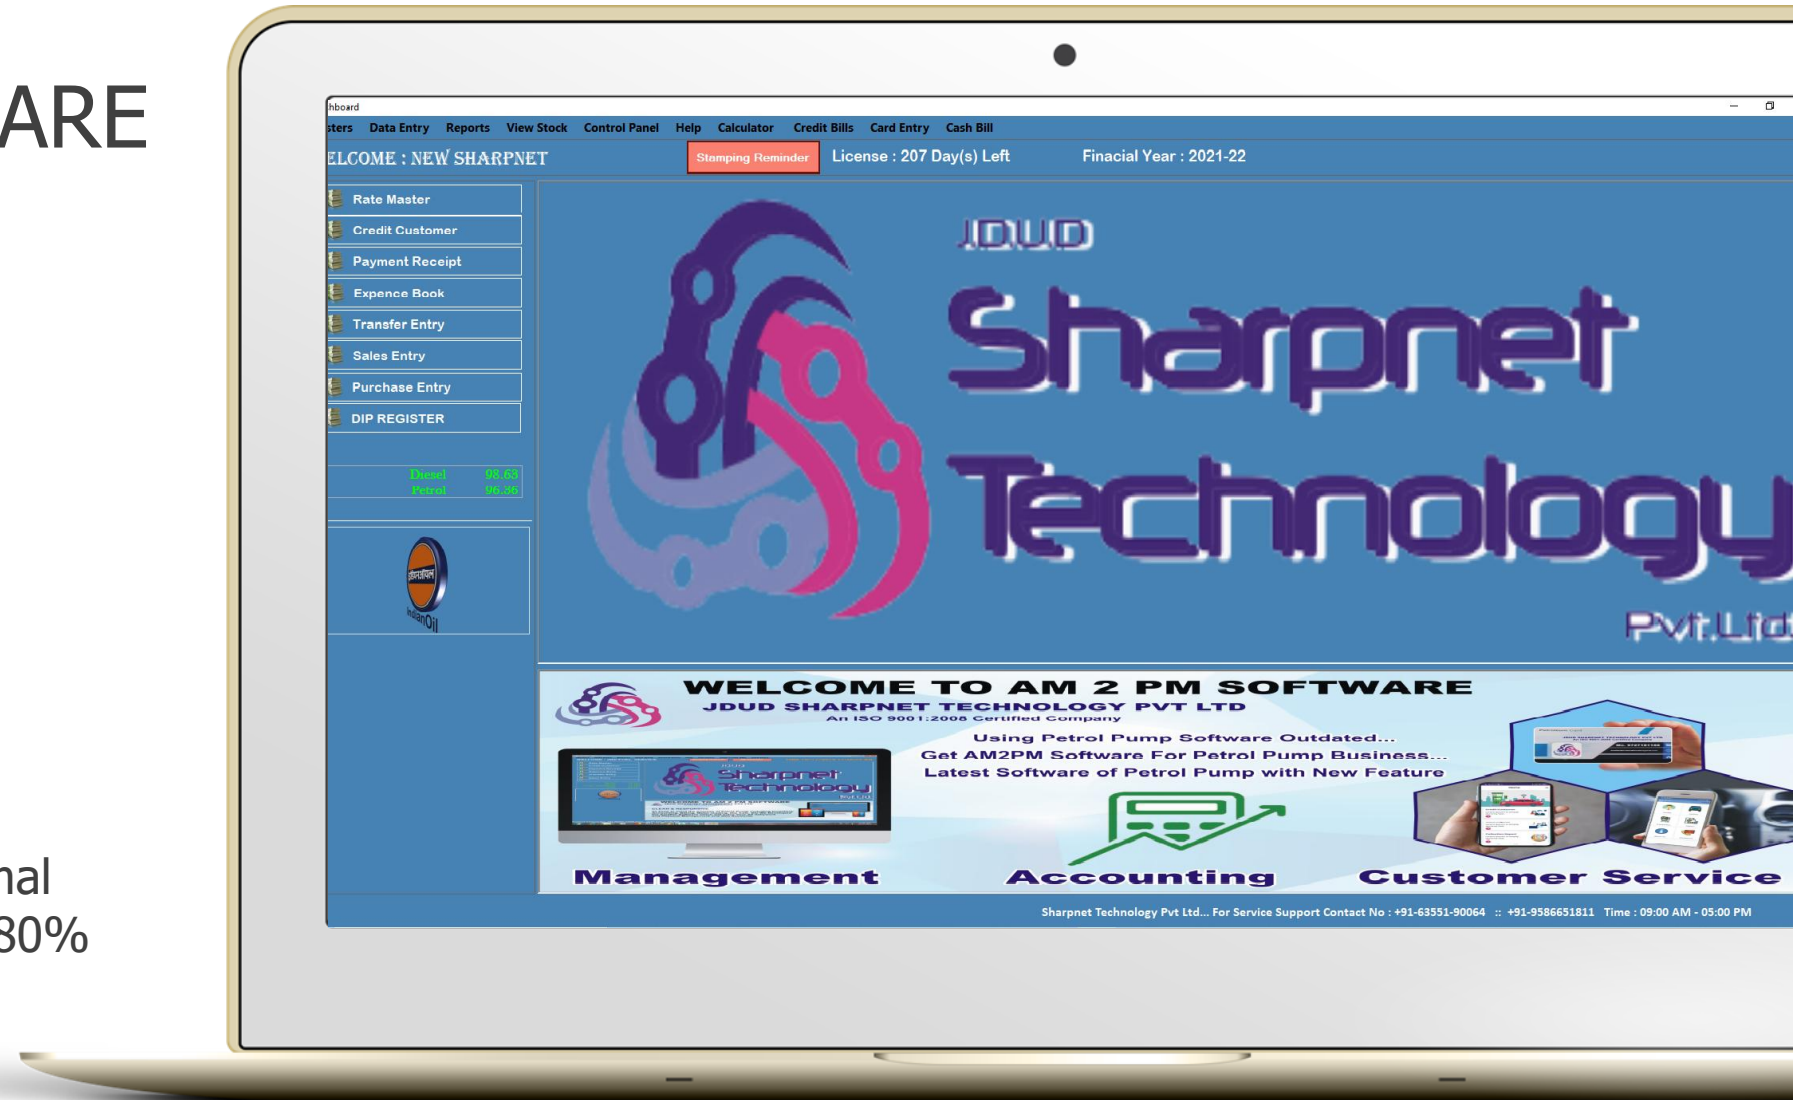 ARE
hboard
sters Data Entry Reports View Stock Control Panel Help Calculator Credit Bills Card Entry Cash Bill
ELCOME : NEW SHARPNET Stamping Reminder License : 207 Day(s) Left Finacial Year : 2021-22
Rate Master
Credit Customer
Payment Receipt
Expence Book
Transfer Entry
Sales Entry
Purchase Entry
DIP REGISTER
Diesel 98.63
Petrol 96.36
इंडियनऑयल
IndianOil
JDUD
Sharpnet
Technology
Pvt.Ltd.
WELCOME TO AM 2 PM SOFTWARE
JDUD SHARPNET TECHNOLOGY PVT LTD
An ISO 9001:2008 Certified Company
Using Petrol Pump Software Outdated...
Get AM2PM Software For Petrol Pump Business...
Latest Software of Petrol Pump with New Feature
Sharpnet
Technology
Management Accounting Customer Service
Sharpnet Technology Pvt Ltd... For Service Support Contact No : +91-63551-90064 :: +91-9586651811 Time : 09:00 AM - 05:00 PM
nal
80%